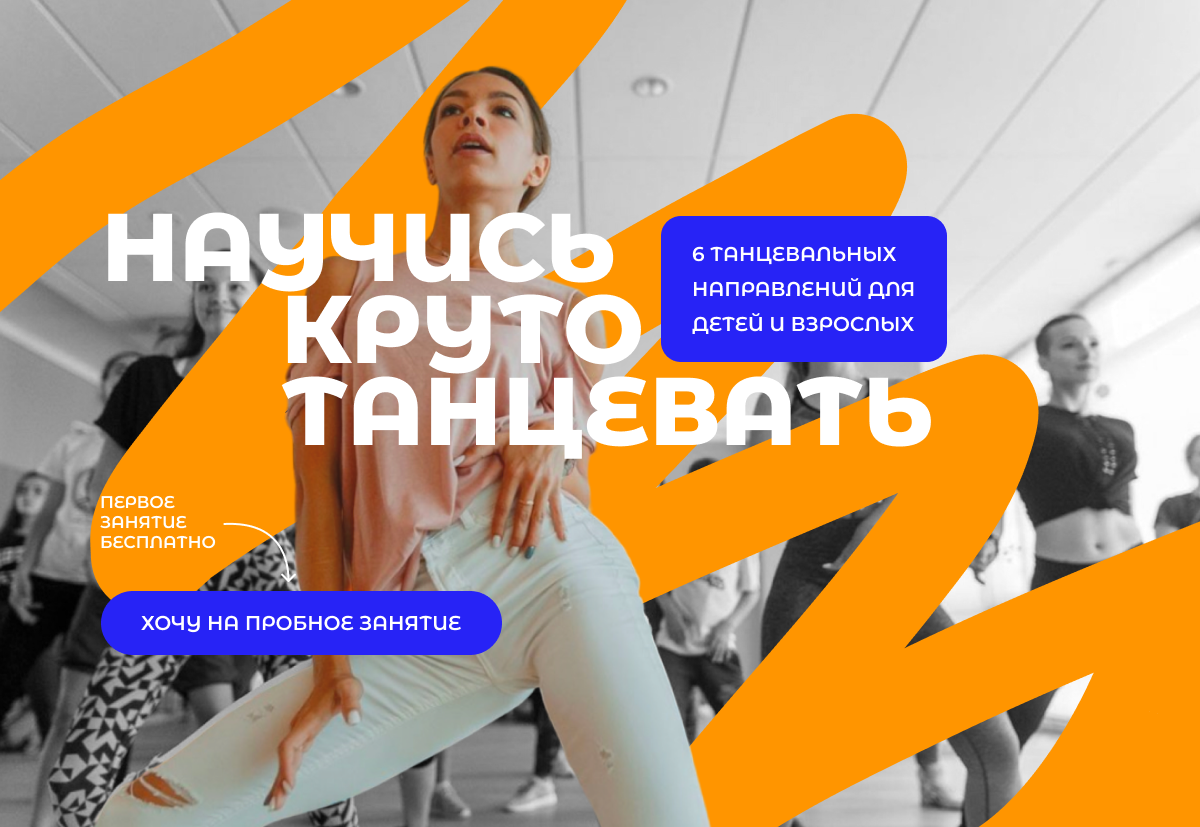 НАУЧИСЬ
КРУТО
ТАНЦЕВАТЬ
6 ТАНЦЕВАЛЬНЫХ
НАПРАВЛЕНИЙ ДЛЯ
ДЕТЕЙ И ВЗРОСЛЫХ
ПЕРВОЕ
ЗАНЯТИЕ
БЕСПЛАТНО
ХОЧУ НА ПРОБНОЕ ЗАНЯТИЕ